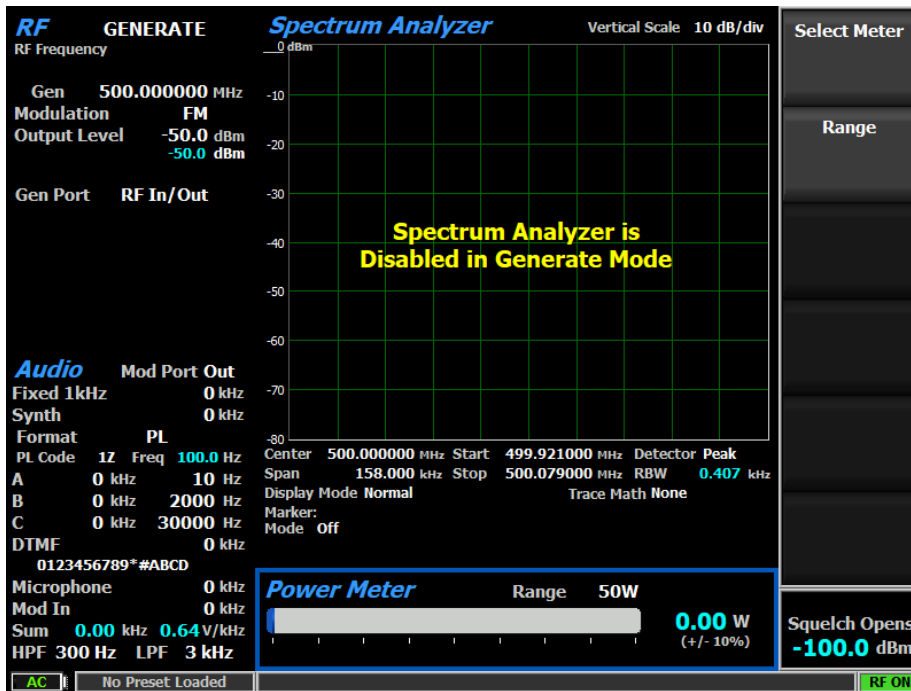 RF GENERATE
RF Frequency
Gen 500.000000 MHz
Modulation FM
Output Level -50.0 dBm
-50.0 dBm
Gen Port RF In/Out
Audio Mod Port Out
Fixed 1kHz 0 kHz
Synth 0 kHz
Format PL
PL Code 1Z Freq 100.0 Hz
A 0 kHz 10 Hz
B 0 kHz 2000 Hz
C 0 kHz 30000 Hz
DTMF 0 kHz
0123456789*#ABCD
Microphone 0 kHz
Mod In 0 kHz
Sum 0.00 kHz 0.64 V/kHz
HPF 300 Hz LPF 3 kHz
Spectrum Analyzer Vertical Scale 10 dB/div
0 dBm
-10
-20
-30
-40
-50
-60
-70
-80
Spectrum Analyzer is
Disabled in Generate Mode
Center 500.000000 MHz Start 499.921000 MHz Detector Peak
Span 158.000 kHz Stop 500.079000 MHz RBW 0.407 kHz
Display Mode Normal Trace Math None
Marker:
Mode Off
Power Meter Range 50W
0.00 W
(+/- 10%)
Select Meter
Range
Squelch Opens
-100.0 dBm
AC No Preset Loaded RF ON